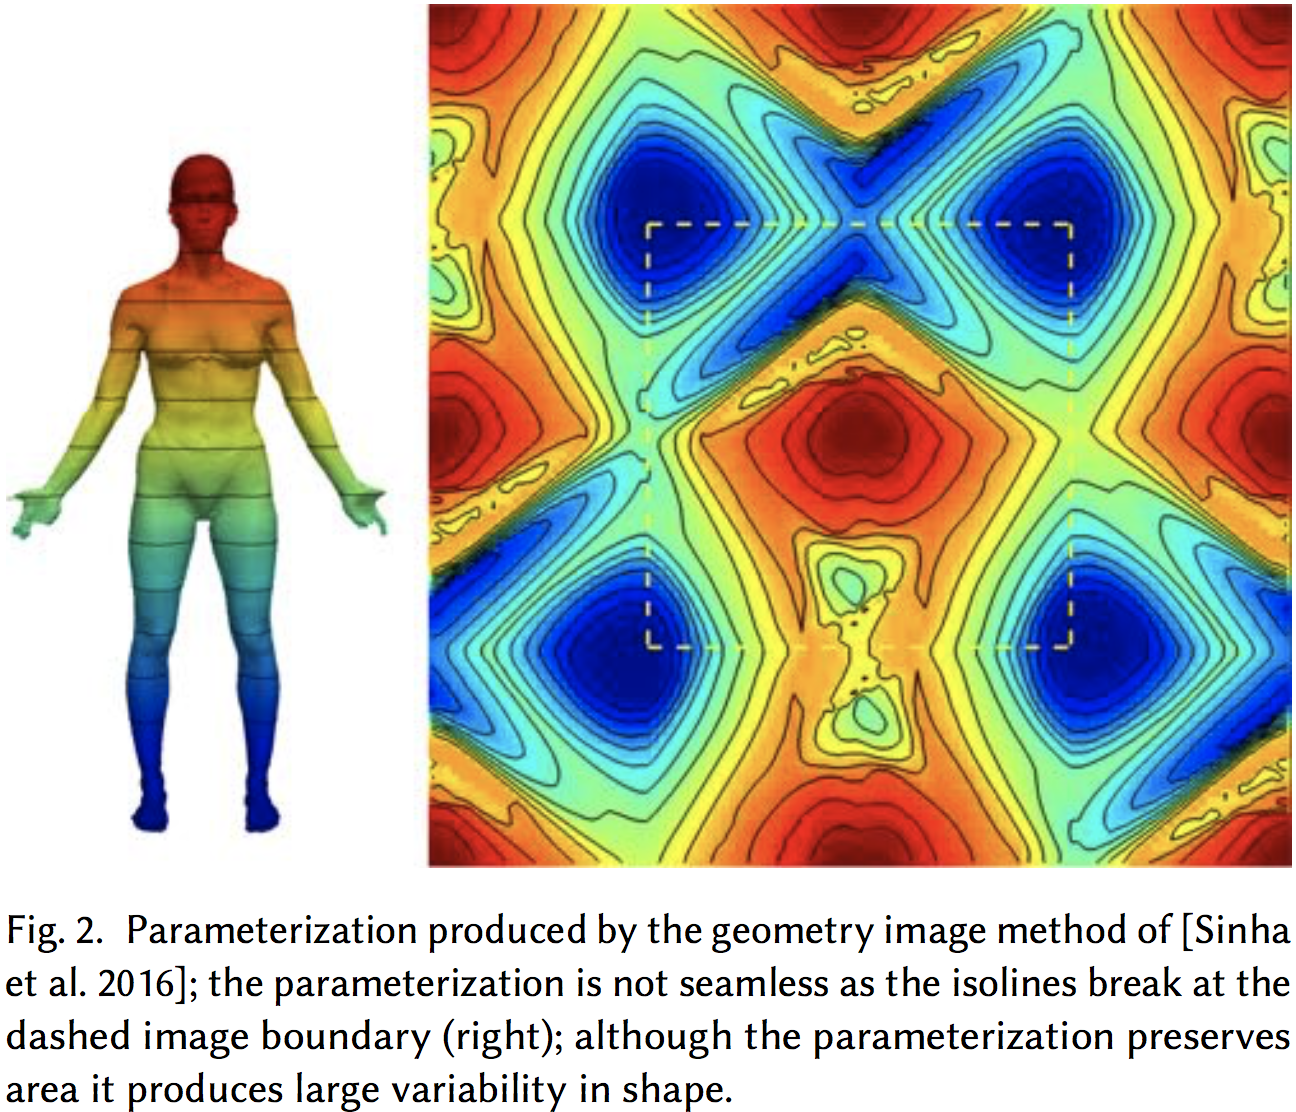 Fig. 2. Parameterization produced by the geometry image method of [Sinha
et al. 2016]; the parameterization is not seamless as the isolines break at the
dashed image boundary (right); although the parameterization preserves
area it produces large variability in shape.